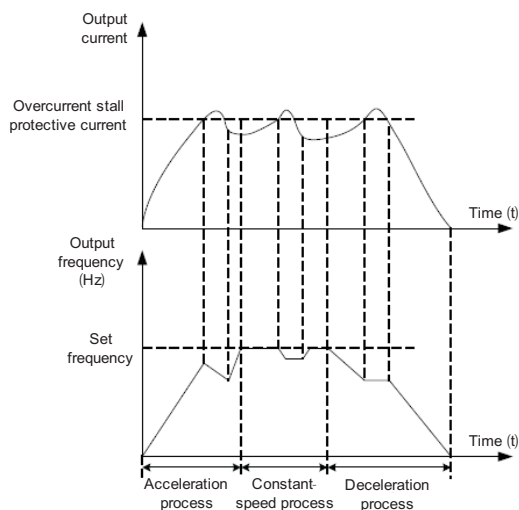 Output
current
Overcurrent stall
protective current
Time (t)
Output
frequency
(Hz)
Set
frequency
Time (t)
Acceleration
process
Constant-
speed process
Deceleration
process